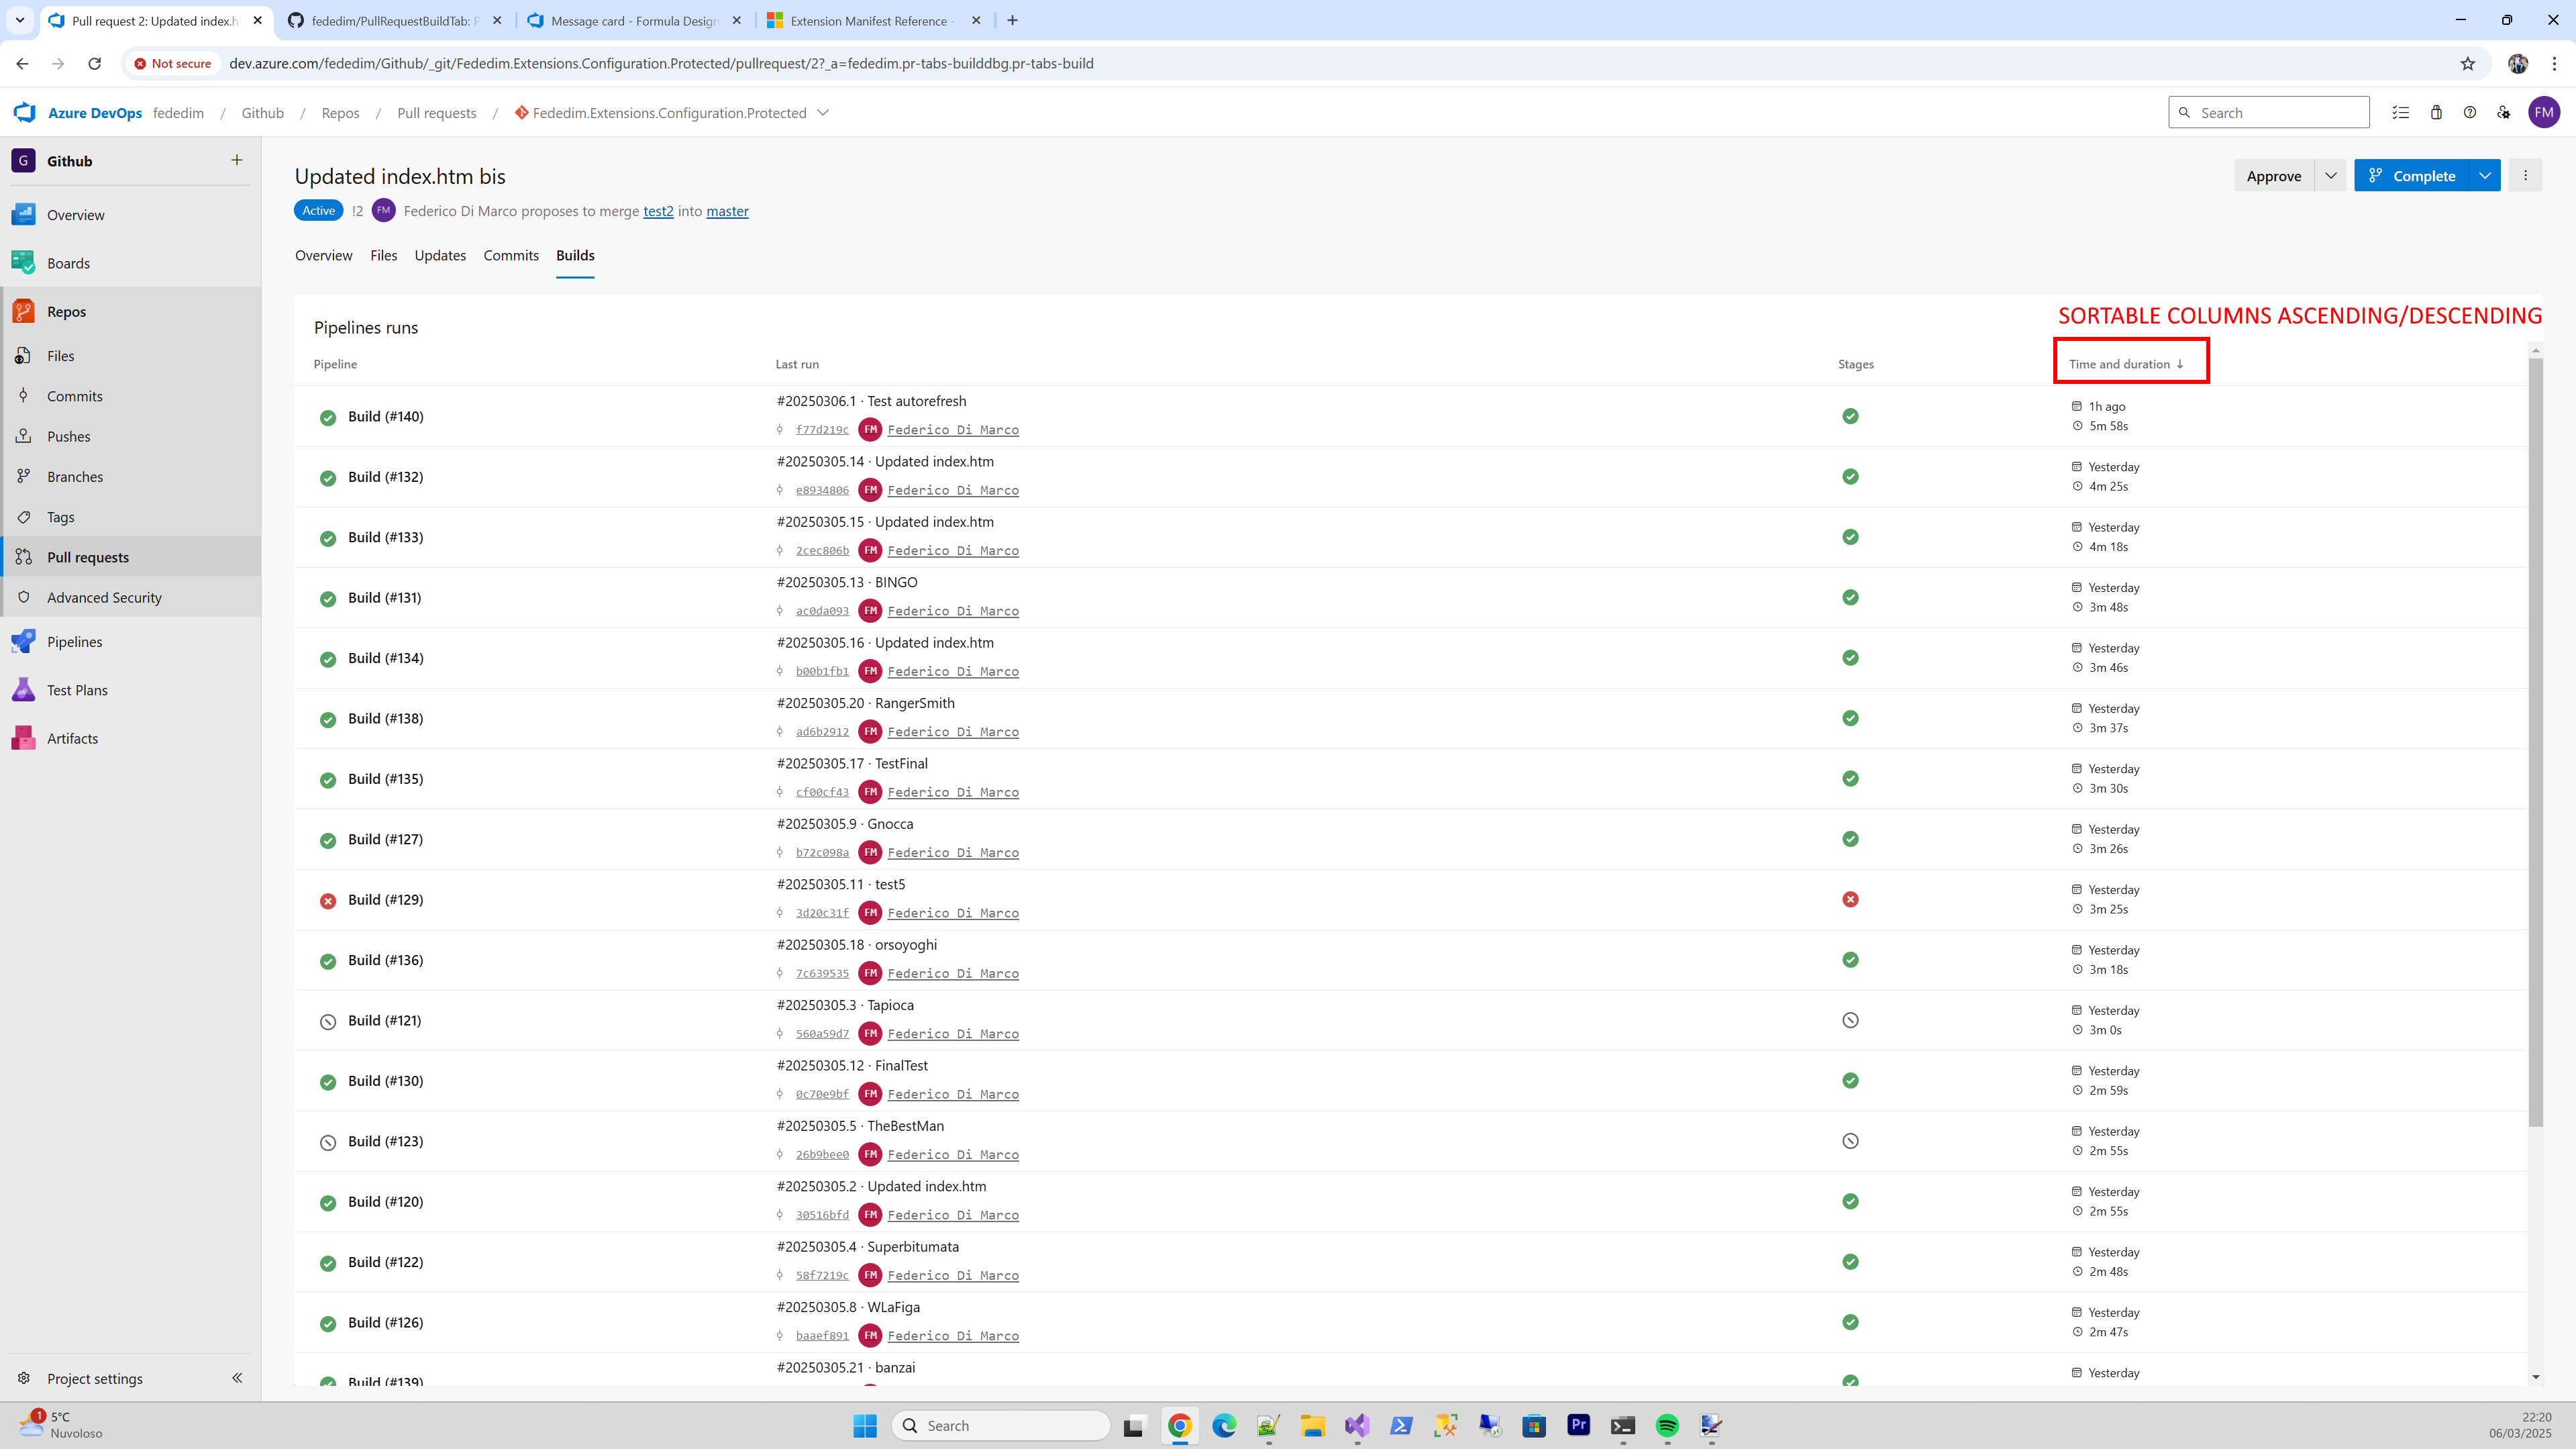 Pull request 2: Updated index.h
fededim/PullRequestBuildTab: P
Message card - Formula Design
Extension Manifest Reference -
Not secure
dev.azure.com/fededim/Github/_git/Fededim.Extensions.Configuration.Protected/pullrequest/2?_a=fededim.pr-tabs-builddbg.pr-tabs-build
Azure DevOps fededim / Github / Repos / Pull requests / Fededim.Extensions.Configuration.Protected
Search
FM
G Github
Overview
Boards
Repos
Files
Commits
Pushes
Branches
Tags
Pull requests
Advanced Security
Pipelines
Test Plans
Artifacts
Project settings
Updated index.htm bis
Approve
Complete
Active !2 FM Federico Di Marco proposes to merge test2 into master
Overview Files Updates Commits Builds
Pipelines runs
SORTABLE COLUMNS ASCENDING/DESCENDING
Pipeline Last run Stages Time and duration ↓
#20250306.1 · Test autorefresh
Build (#140)
1h ago
f77d219c FM Federico Di Marco
5m 58s
#20250305.14 · Updated index.htm
Build (#132)
Yesterday
e8934806 FM Federico Di Marco
4m 25s
#20250305.15 · Updated index.htm
Build (#133)
Yesterday
2cec806b FM Federico Di Marco
4m 18s
#20250305.13 · BINGO
Build (#131)
Yesterday
ac0da093 FM Federico Di Marco
3m 48s
#20250305.16 · Updated index.htm
Build (#134)
Yesterday
b00b1fb1 FM Federico Di Marco
3m 46s
#20250305.20 · RangerSmith
Build (#138)
Yesterday
ad6b2912 FM Federico Di Marco
3m 37s
#20250305.17 · TestFinal
Build (#135)
Yesterday
cf00cf43 FM Federico Di Marco
3m 30s
#20250305.9 · Gnocca
Build (#127)
Yesterday
b72c098a FM Federico Di Marco
3m 26s
#20250305.11 · test5
Build (#129)
Yesterday
3d20c31f FM Federico Di Marco
3m 25s
#20250305.18 · orsoyoghi
Build (#136)
Yesterday
7c639535 FM Federico Di Marco
3m 18s
#20250305.3 · Tapioca
Build (#121)
Yesterday
560a59d7 FM Federico Di Marco
3m 0s
#20250305.12 · FinalTest
Build (#130)
Yesterday
0c70e9bf FM Federico Di Marco
2m 59s
#20250305.5 · TheBestMan
Build (#123)
Yesterday
26b9bee0 FM Federico Di Marco
2m 55s
#20250305.2 · Updated index.htm
Build (#120)
Yesterday
30516bfd FM Federico Di Marco
2m 55s
#20250305.4 · Superbitumata
Build (#122)
Yesterday
58f7219c FM Federico Di Marco
2m 48s
#20250305.8 · WLaFiga
Build (#126)
Yesterday
baaef891 FM Federico Di Marco
2m 47s
#20250305.21 · banzai
Build (#139)
Yesterday
1 5°C
Nuvoloso
Search
Pr
22:20
06/03/2025